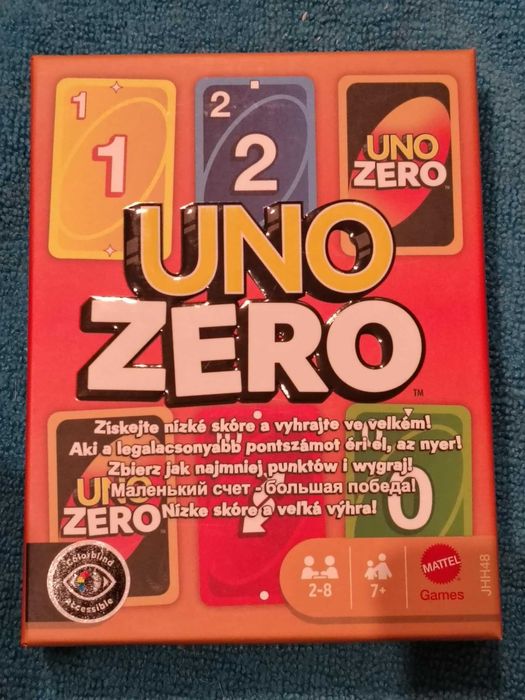 1
2
1
2
UNO
ZERO
™
UNO
ZERO
™
Získejte nízké skóre a vyhrajte ve velkém!
Aki a legalacsonyabb pontszámot éri el, az nyer!
Zbierz jak najmniej punktów i wygraj!
Маленький счет - большая победа!
Nízke skóre a veľká výhra!
UNO
ZERO
0
Colorblind
Accessible
2-8
7+
MATTEL
Games
JHH48